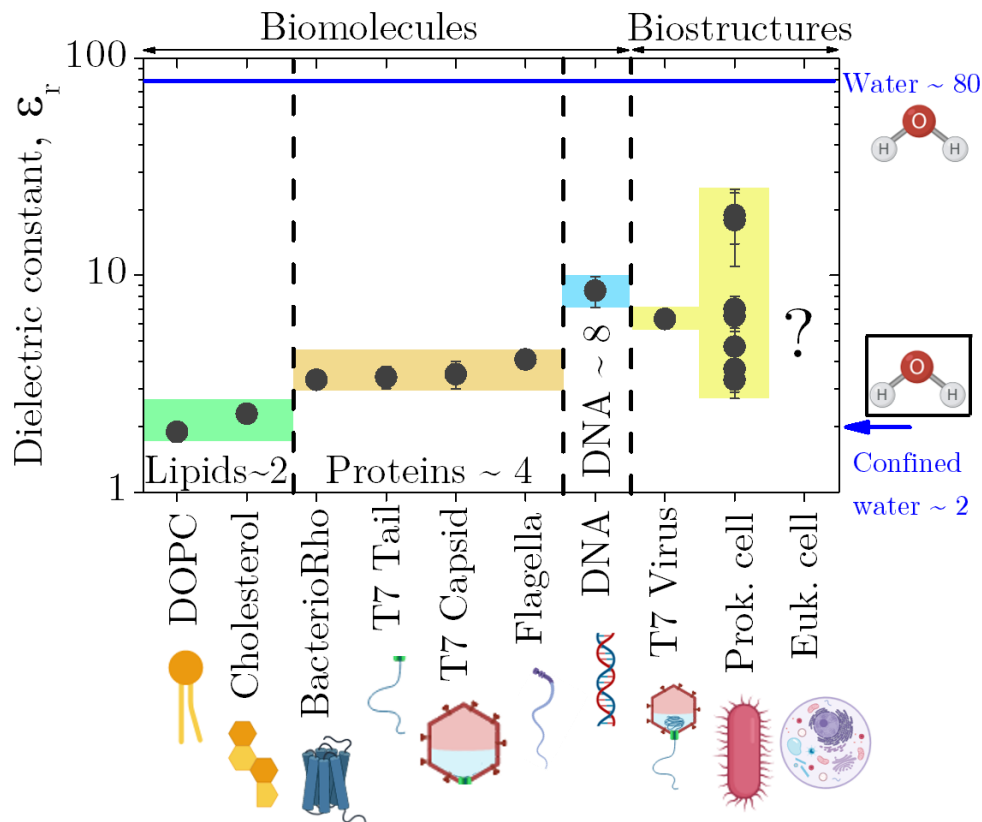 Biomolecules
Biostructures
Dielectric constant, εr
100
10
1
Water ~ 80
O
H H
?
O
H H
Confined
water ~ 2
Lipids~2
Proteins ~ 4
DNA ~ 8
DOPC
Cholesterol
BacterioRho
T7 Tail
T7 Capsid
Flagella
DNA
T7 Virus
Prok. cell
Euk. cell